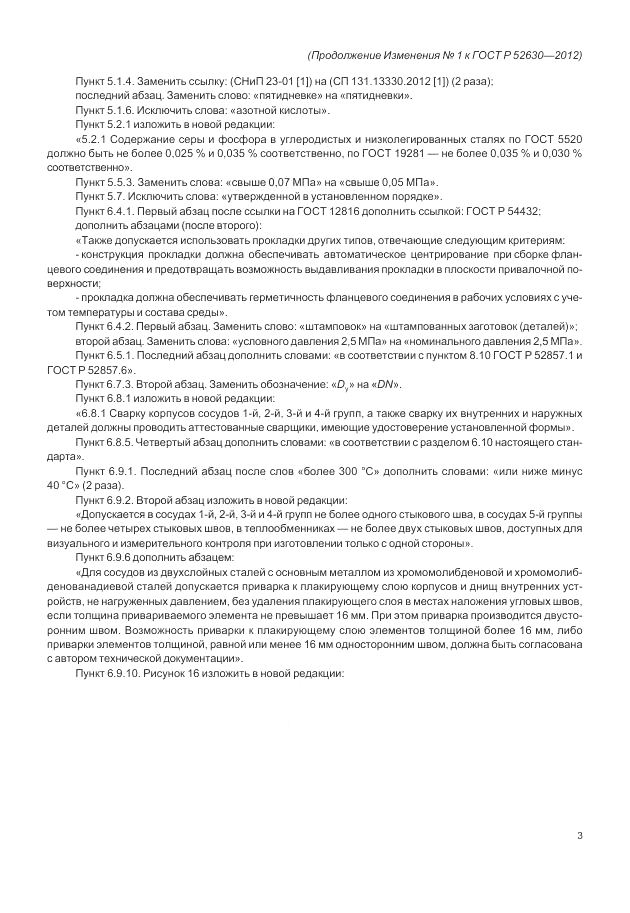 (Продолжение Изменения № 1 к ГОСТ Р 52630—2012)
Пункт 5.1.4. Заменить ссылку: (СНиП 23-01 [1]) на (СП 131.13330.2012 [1]) (2 раза);
последний абзац. Заменить слово: «пятидневке» на «пятидневки».
Пункт 5.1.6. Исключить слова: «азотной кислоты».
Пункт 5.2.1 изложить в новой редакции:
«5.2.1 Содержание серы и фосфора в углеродистых и низколегированных сталях по ГОСТ 5520
должно быть не более 0,025 % и 0,035 % соответственно, по ГОСТ 19281 — не более 0,035 % и 0,030 %
соответственно».
Пункт 5.5.3. Заменить слова: «свыше 0,07 МПа» на «свыше 0,05 МПа».
Пункт 5.7. Исключить слова: «утвержденной в установленном порядке».
Пункт 6.4.1. Первый абзац после ссылки на ГОСТ 12816 дополнить ссылкой: ГОСТ Р 54432;
дополнить абзацами (после второго):
«Также допускается использовать прокладки других типов, отвечающие следующим критериям:
- конструкция прокладки должна обеспечивать автоматическое центрирование при сборке флан-
цевого соединения и предотвращать возможность выдавливания прокладки в плоскости привалочной по-
верхности;
- прокладка должна обеспечивать герметичность фланцевого соединения в рабочих условиях с уче-
том температуры и состава среды».
Пункт 6.4.2. Первый абзац. Заменить слово: «штамповок» на «штампованных заготовок (деталей)»;
второй абзац. Заменить слова: «условного давления 2,5 МПа» на «номинального давления 2,5 МПа».
Пункт 6.5.1. Последний абзац дополнить словами: «в соответствии с пунктом 8.10 ГОСТ Р 52857.1 и
ГОСТ Р 52857.6».
Пункт 6.7.3. Второй абзац. Заменить обозначение: «Dy» на «DN».
Пункт 6.8.1 изложить в новой редакции:
«6.8.1 Сварку корпусов сосудов 1-й, 2-й, 3-й и 4-й групп, а также сварку их внутренних и наружных
деталей должны проводить аттестованные сварщики, имеющие удостоверение установленной формы».
Пункт 6.8.5. Четвертый абзац дополнить словами: «в соответствии с разделом 6.10 настоящего стан-
дарта».
Пункт 6.9.1. Последний абзац после слов «более 300 °С» дополнить словами: «или ниже минус
40 °С» (2 раза).
Пункт 6.9.2. Второй абзац изложить в новой редакции:
«Допускается в сосудах 1-й, 2-й, 3-й и 4-й групп не более одного стыкового шва, в сосудах 5-й группы
— не более четырех стыковых швов, в теплообменниках — не более двух стыковых швов, доступных для
визуального и измерительного контроля при изготовлении только с одной стороны».
Пункт 6.9.6 дополнить абзацем:
«Для сосудов из двухслойных сталей с основным металлом из хромомолибденовой и хромомолиб-
денованадиевой сталей допускается приварка к плакирующему слою корпусов и днищ внутренних уст-
ройств, не нагруженных давлением, без удаления плакирующего слоя в местах наложения угловых швов,
если толщина привариваемого элемента не превышает 16 мм. При этом приварка производится двусто-
ронним швом. Возможность приварки к плакирующему слою элементов толщиной более 16 мм, либо
приварки элементов толщиной, равной или менее 16 мм односторонним швом, должна быть согласована
с автором технической документации».
Пункт 6.9.10. Рисунок 16 изложить в новой редакции:
3